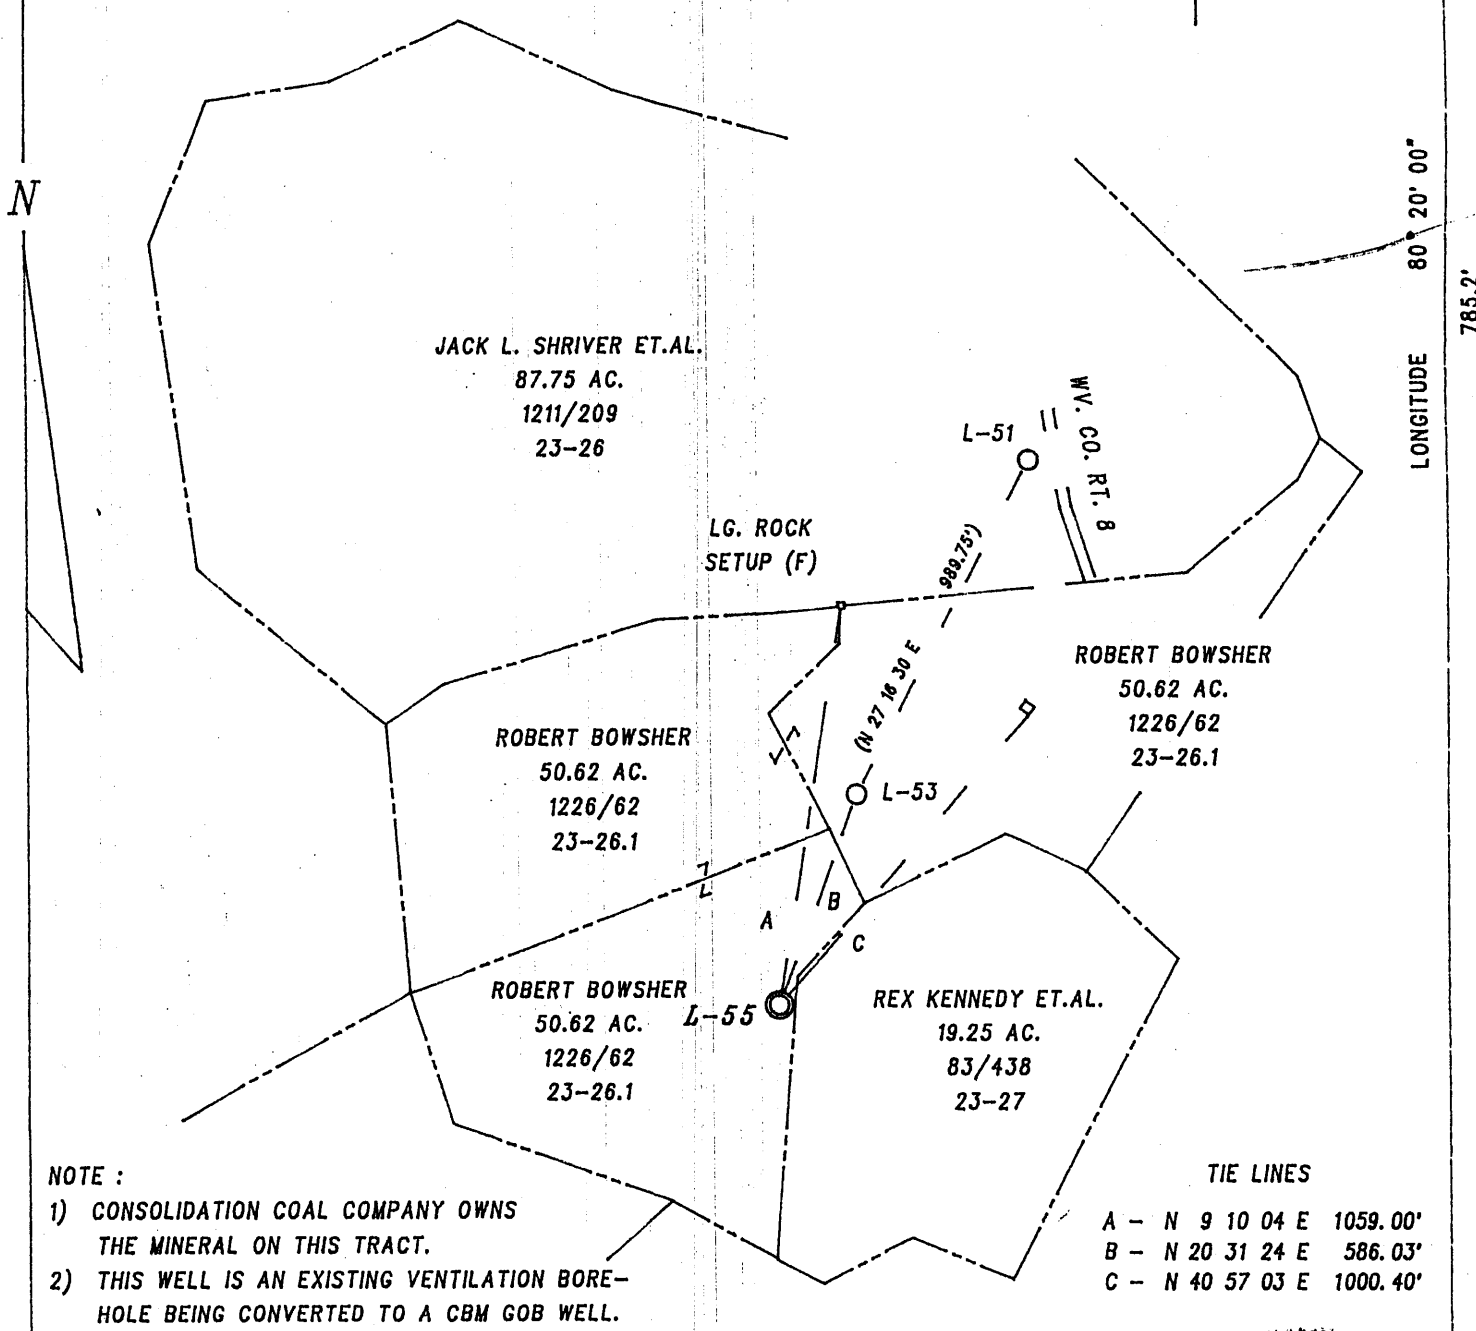 N
80° 20' 00"
LONGITUDE
785.2'
JACK L. SHRIVER ET.AL.
87.75 AC.
1211/209
23-26
L-51
WV. CO. RT. 8
LG. ROCK
SETUP (F)
(N 27 16 30 E
989.75')
ROBERT BOWSHER
50.62 AC.
1226/62
23-26.1
ROBERT BOWSHER
50.62 AC.
1226/62
23-26.1
L-53
A
B
C
ROBERT BOWSHER
50.62 AC.
1226/62
23-26.1
L-55
REX KENNEDY ET.AL.
19.25 AC.
83/438
23-27
NOTE :
1) CONSOLIDATION COAL COMPANY OWNS
THE MINERAL ON THIS TRACT.
2) THIS WELL IS AN EXISTING VENTILATION BORE-
HOLE BEING CONVERTED TO A CBM GOB WELL.
TIE LINES
A - N 9 10 04 E 1059.00'
B - N 20 31 24 E 586.03'
C - N 40 57 03 E 1000.40'